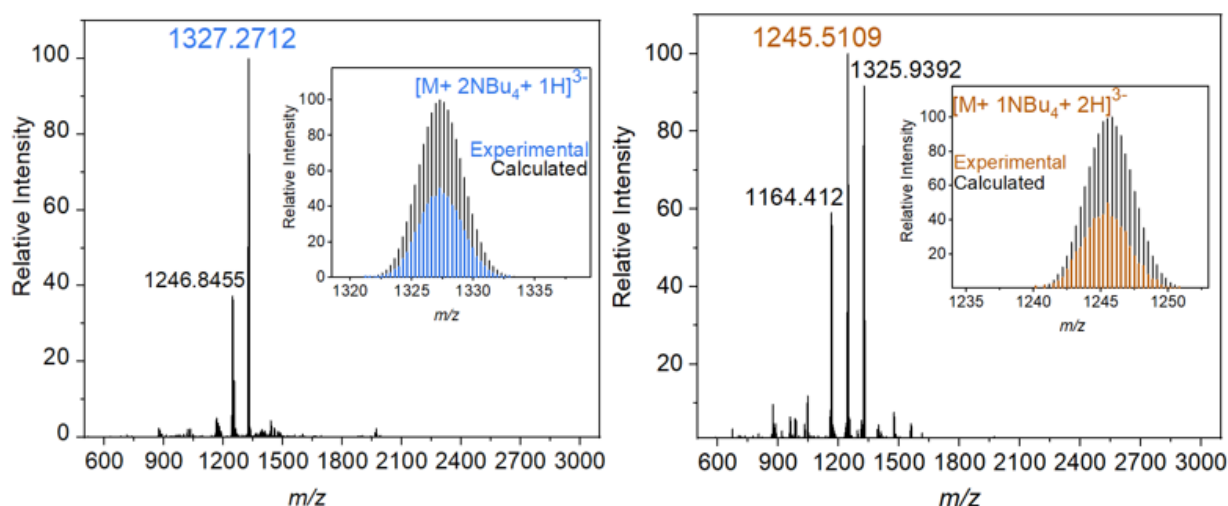 1327.2712
100
80
60
40
20
0
Relative Intensity
1246.8455
600 900 1200 1500 1800 2100 2400 2700 3000
m/z
[M+ 2NBu4+ 1H]3-
Experimental
Calculated
100
80
60
40
20
0
Relative Intensity
1320 1325 1330 1335
m/z
1245.5109
1325.9392
1164.412
100
80
60
40
20
Relative Intensity
600 900 1200 1500 1800 2100 2400 2700 3000
m/z
[M+ 1NBu4+ 2H]3-
Experimental
Calculated
100
80
60
40
20
Relative Intensity
1235 1240 1245 1250
m/z